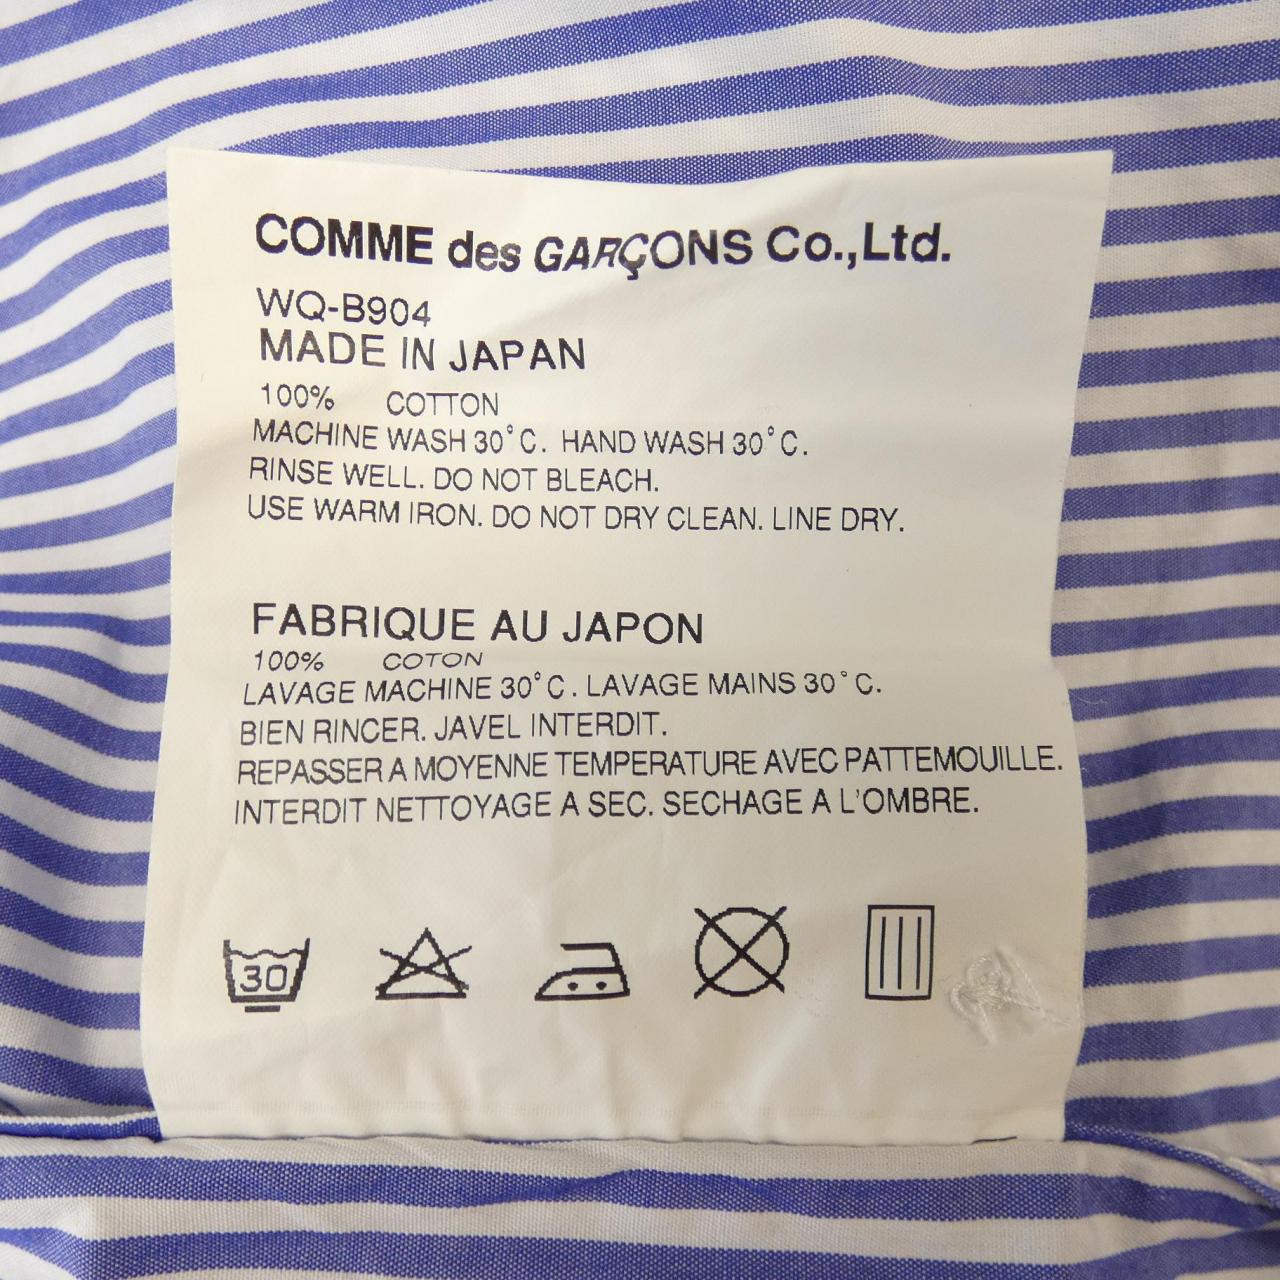 COMME des GARÇONS Co.,Ltd.
WQ-B904
MADE IN JAPAN
100% COTTON
MACHINE WASH 30°C. HAND WASH 30°C.
RINSE WELL. DO NOT BLEACH.
USE WARM IRON. DO NOT DRY CLEAN. LINE DRY.
FABRIQUE AU JAPON
100% COTON
LAVAGE MACHINE 30°C. LAVAGE MAINS 30°C.
BIEN RINCER. JAVEL INTERDIT.
REPASSER A MOYENNE TEMPERATURE AVEC PATTEMOUILLE.
INTERDIT NETTOYAGE A SEC. SECHAGE A L'OMBRE.
30